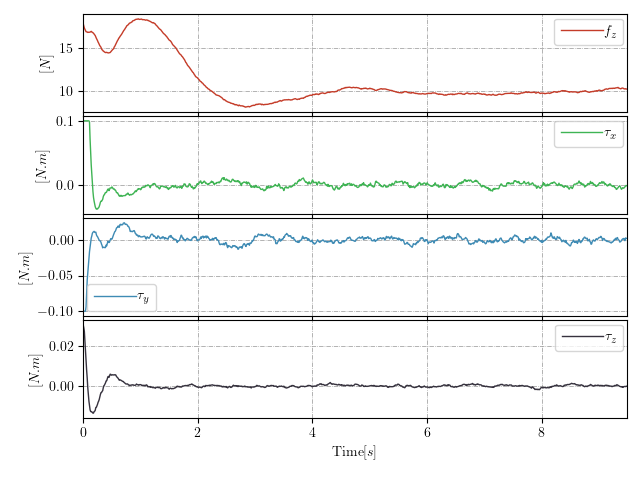 15
10
[N]
f_z
0.1
0.0
[N.m]
τ_x
0.00
−0.05
−0.10
[N.m]
τ_y
0.02
0.00
[N.m]
τ_z
0 2 4 6 8
Time[s]